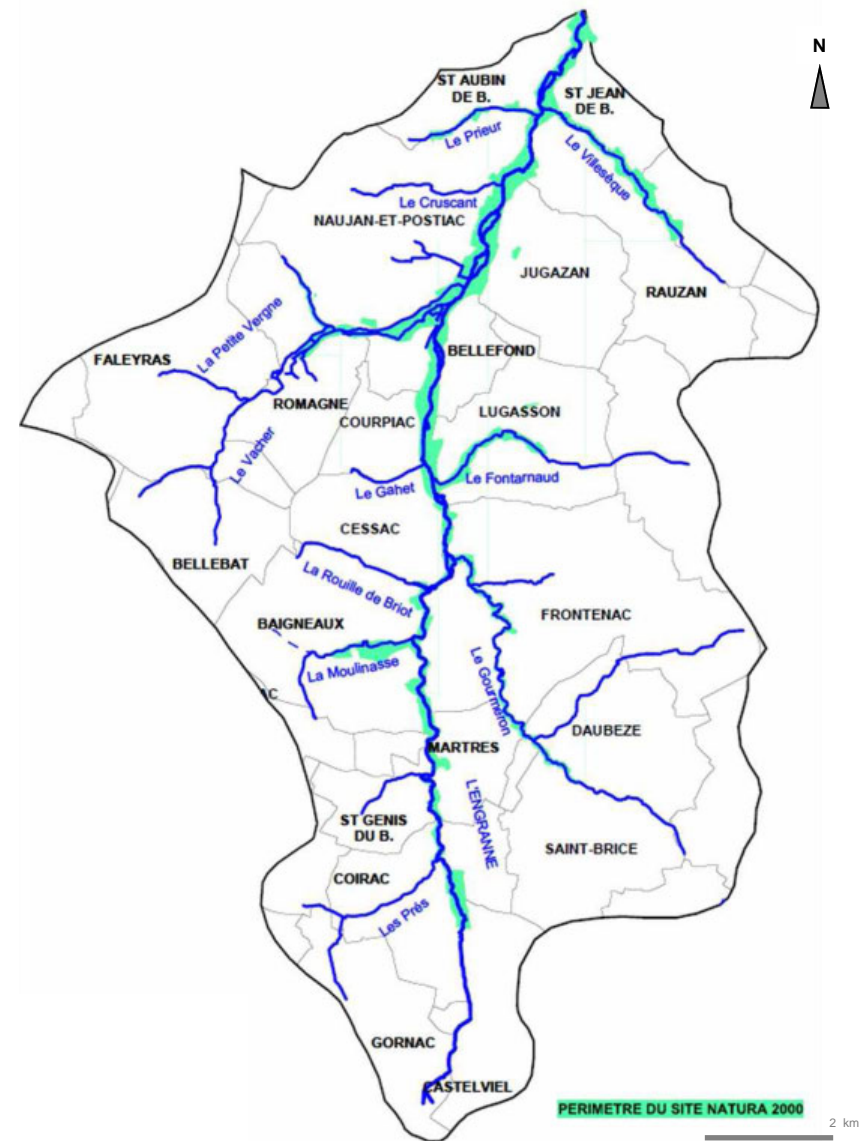 N
ST AUBIN
DE B.
ST JEAN
DE B.
Le Prieur
Le Villesèque
Le Cruscant
NAUJAN-ET-POSTIAC
JUGAZAN
RAUZAN
La Petite Vergne
FALEYRAS
BELLEFOND
ROMAGNE
LUGASSON
COURPIAC
Le Vacher
Le Gahet
Le Fontarnaud
CESSAC
BELLEBAT
La Rouille de Briot
FRONTENAC
BAIGNEAUX
La Moulinasse
Le Gourméron
AC
DAUBEZE
MARTRES
L'ENGRANNE
ST GENIS
DU B.
SAINT-BRICE
COIRAC
Les Près
GORNAC
CASTELVIEL
PERIMETRE DU SITE NATURA 2000
2 km